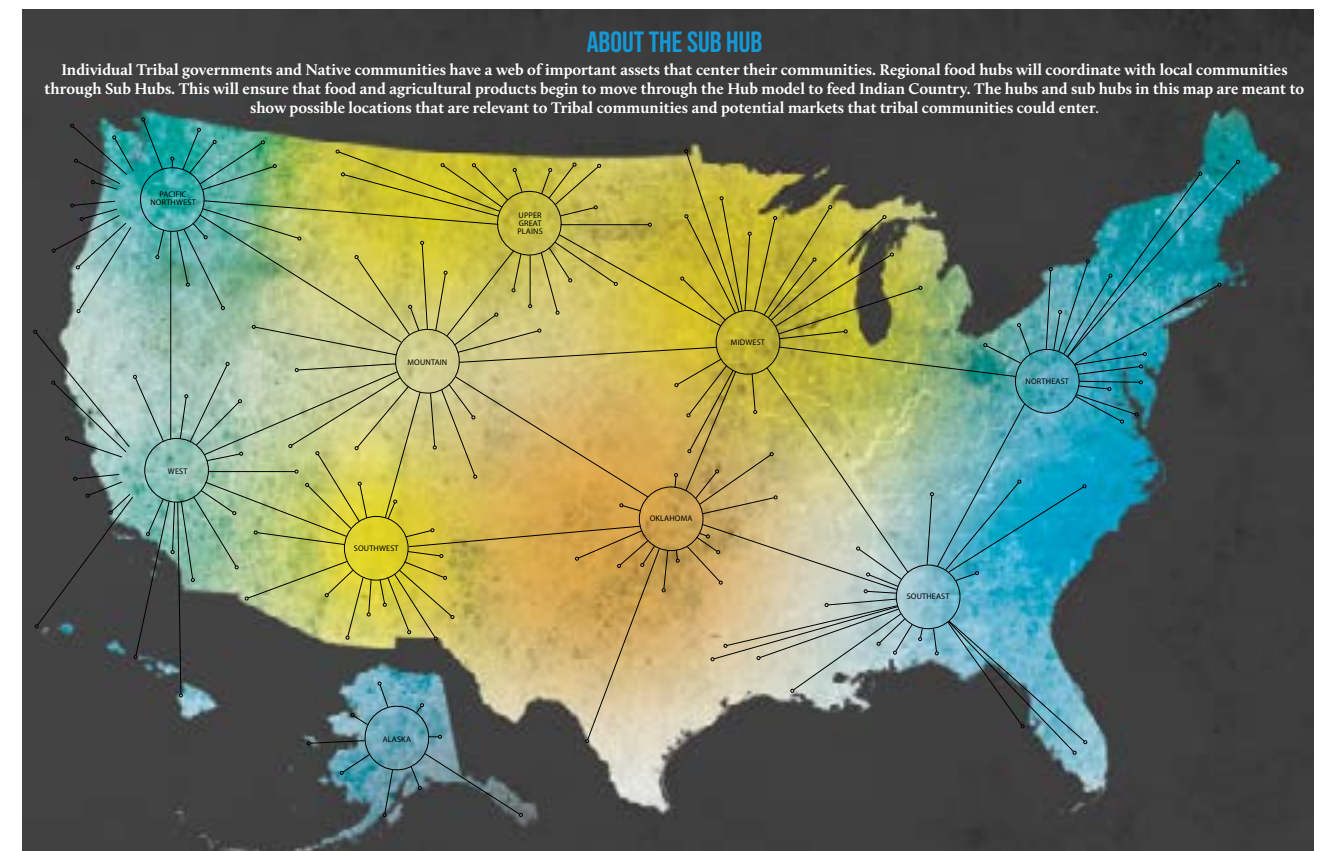 ABOUT THE SUB HUB
Individual Tribal governments and Native communities have a web of important assets that center their communities. Regional food hubs will coordinate with local communities
through Sub Hubs. This will ensure that food and agricultural products begin to move through the Hub model to feed Indian Country. The hubs and sub hubs in this map are meant to
show possible locations that are relevant to Tribal communities and potential markets that tribal communities could enter.
PACIFIC
NORTHWEST
UPPER
GREAT
PLAINS
MOUNTAIN
MIDWEST
NORTHEAST
WEST
SOUTHWEST
OKLAHOMA
SOUTHEAST
ALASKA